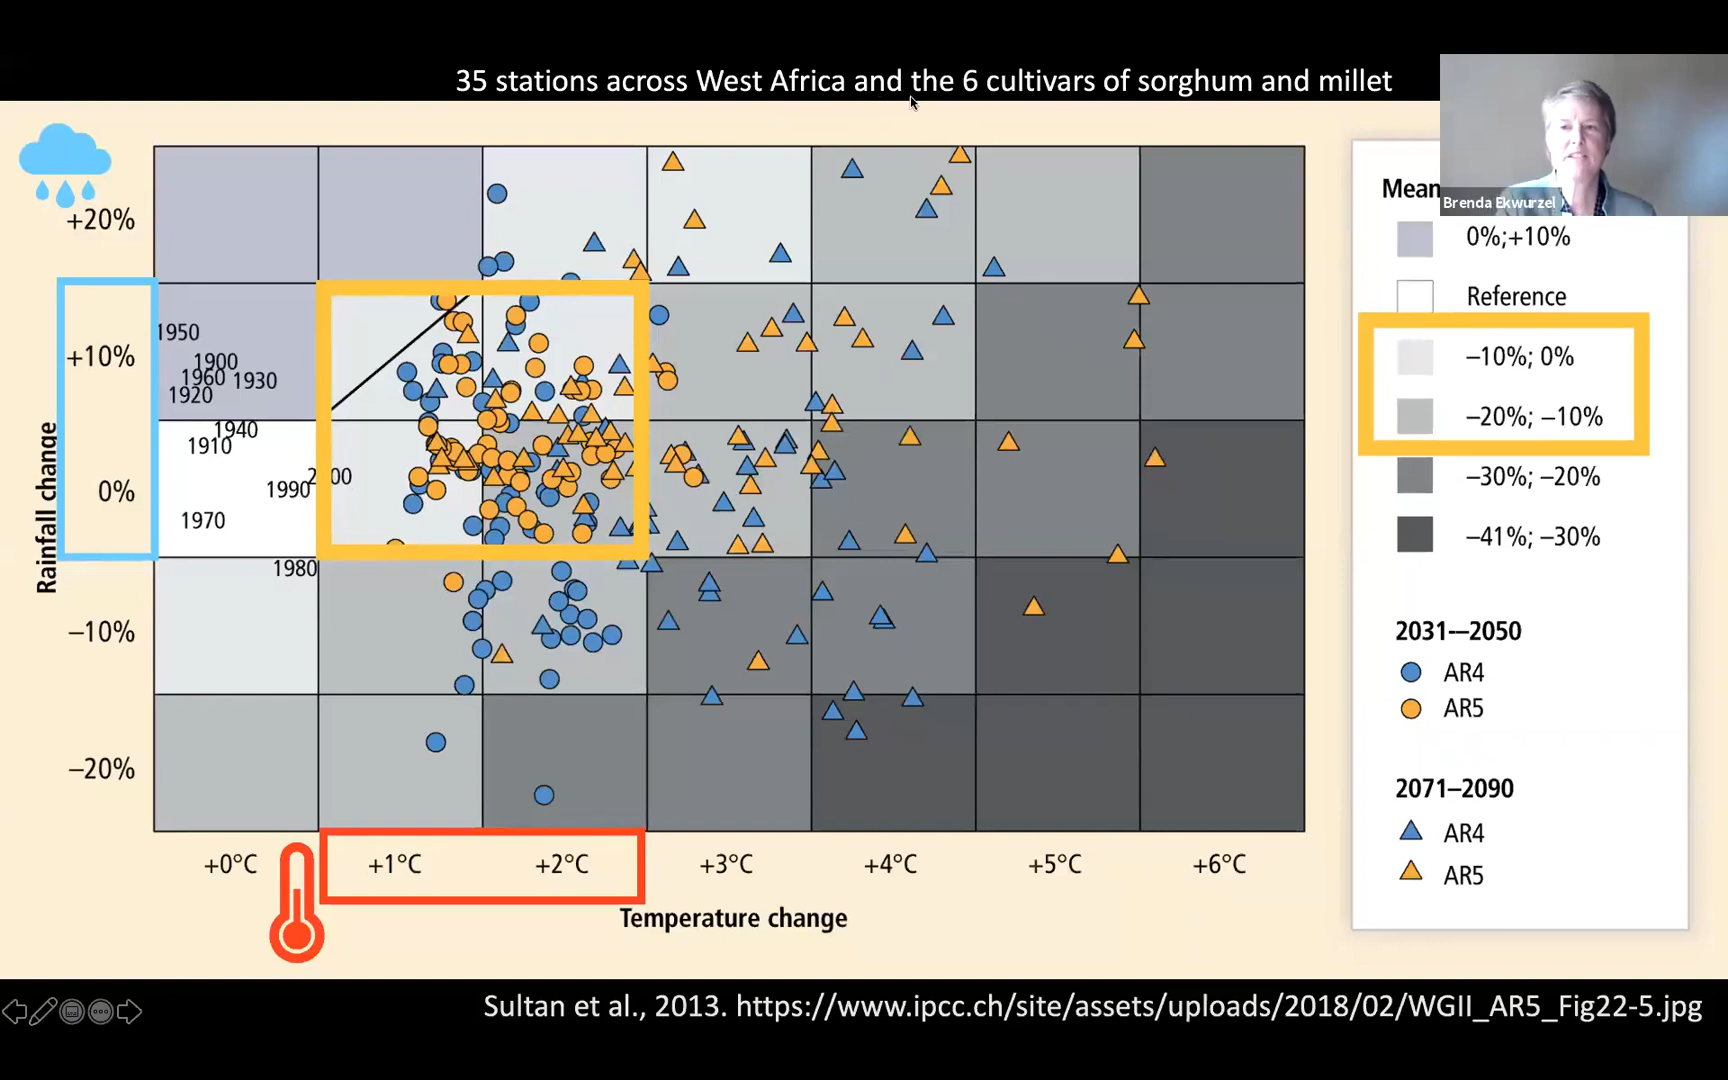 35 stations across West Africa and the 6 cultivars of sorghum and millet
Brenda Ekwurzel
Mean
0%;+10%
Reference
–10%; 0%
–20%; –10%
–30%; –20%
–41%; –30%
2031–2050
AR4
AR5
2071–2090
AR4
AR5
Rainfall change
+20%
+10%
0%
–10%
–20%
1950
1900
1960
1930
1920
1940
1910
2000
1990
1970
1980
+0°C
+1°C
+2°C
+3°C
+4°C
+5°C
+6°C
Temperature change
Sultan et al., 2013. https://www.ipcc.ch/site/assets/uploads/2018/02/WGII_AR5_Fig22-5.jpg